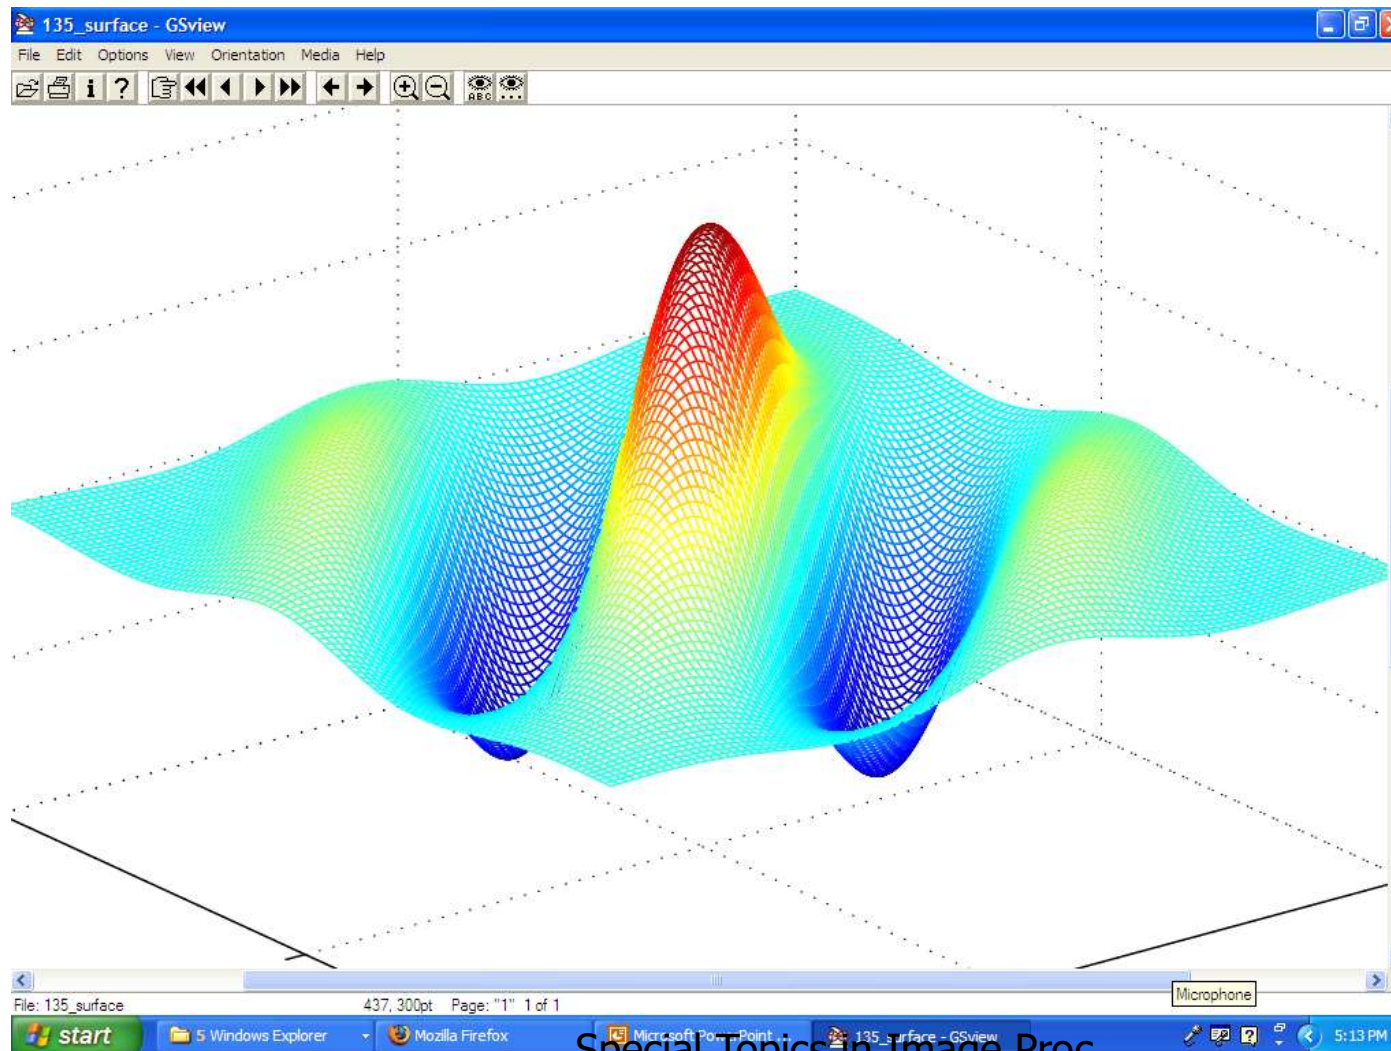 135_surface - GSview
File Edit Options View Orientation Media Help
i ?
ABC
Microphone
File: 135_surface 437, 300pt Page: "1" 1 of 1
start 5 Windows Explorer Mozilla Firefox Microsoft PowerPoint ... 135_surface - GSview 5:13 PM
Special Topics in Image Proc